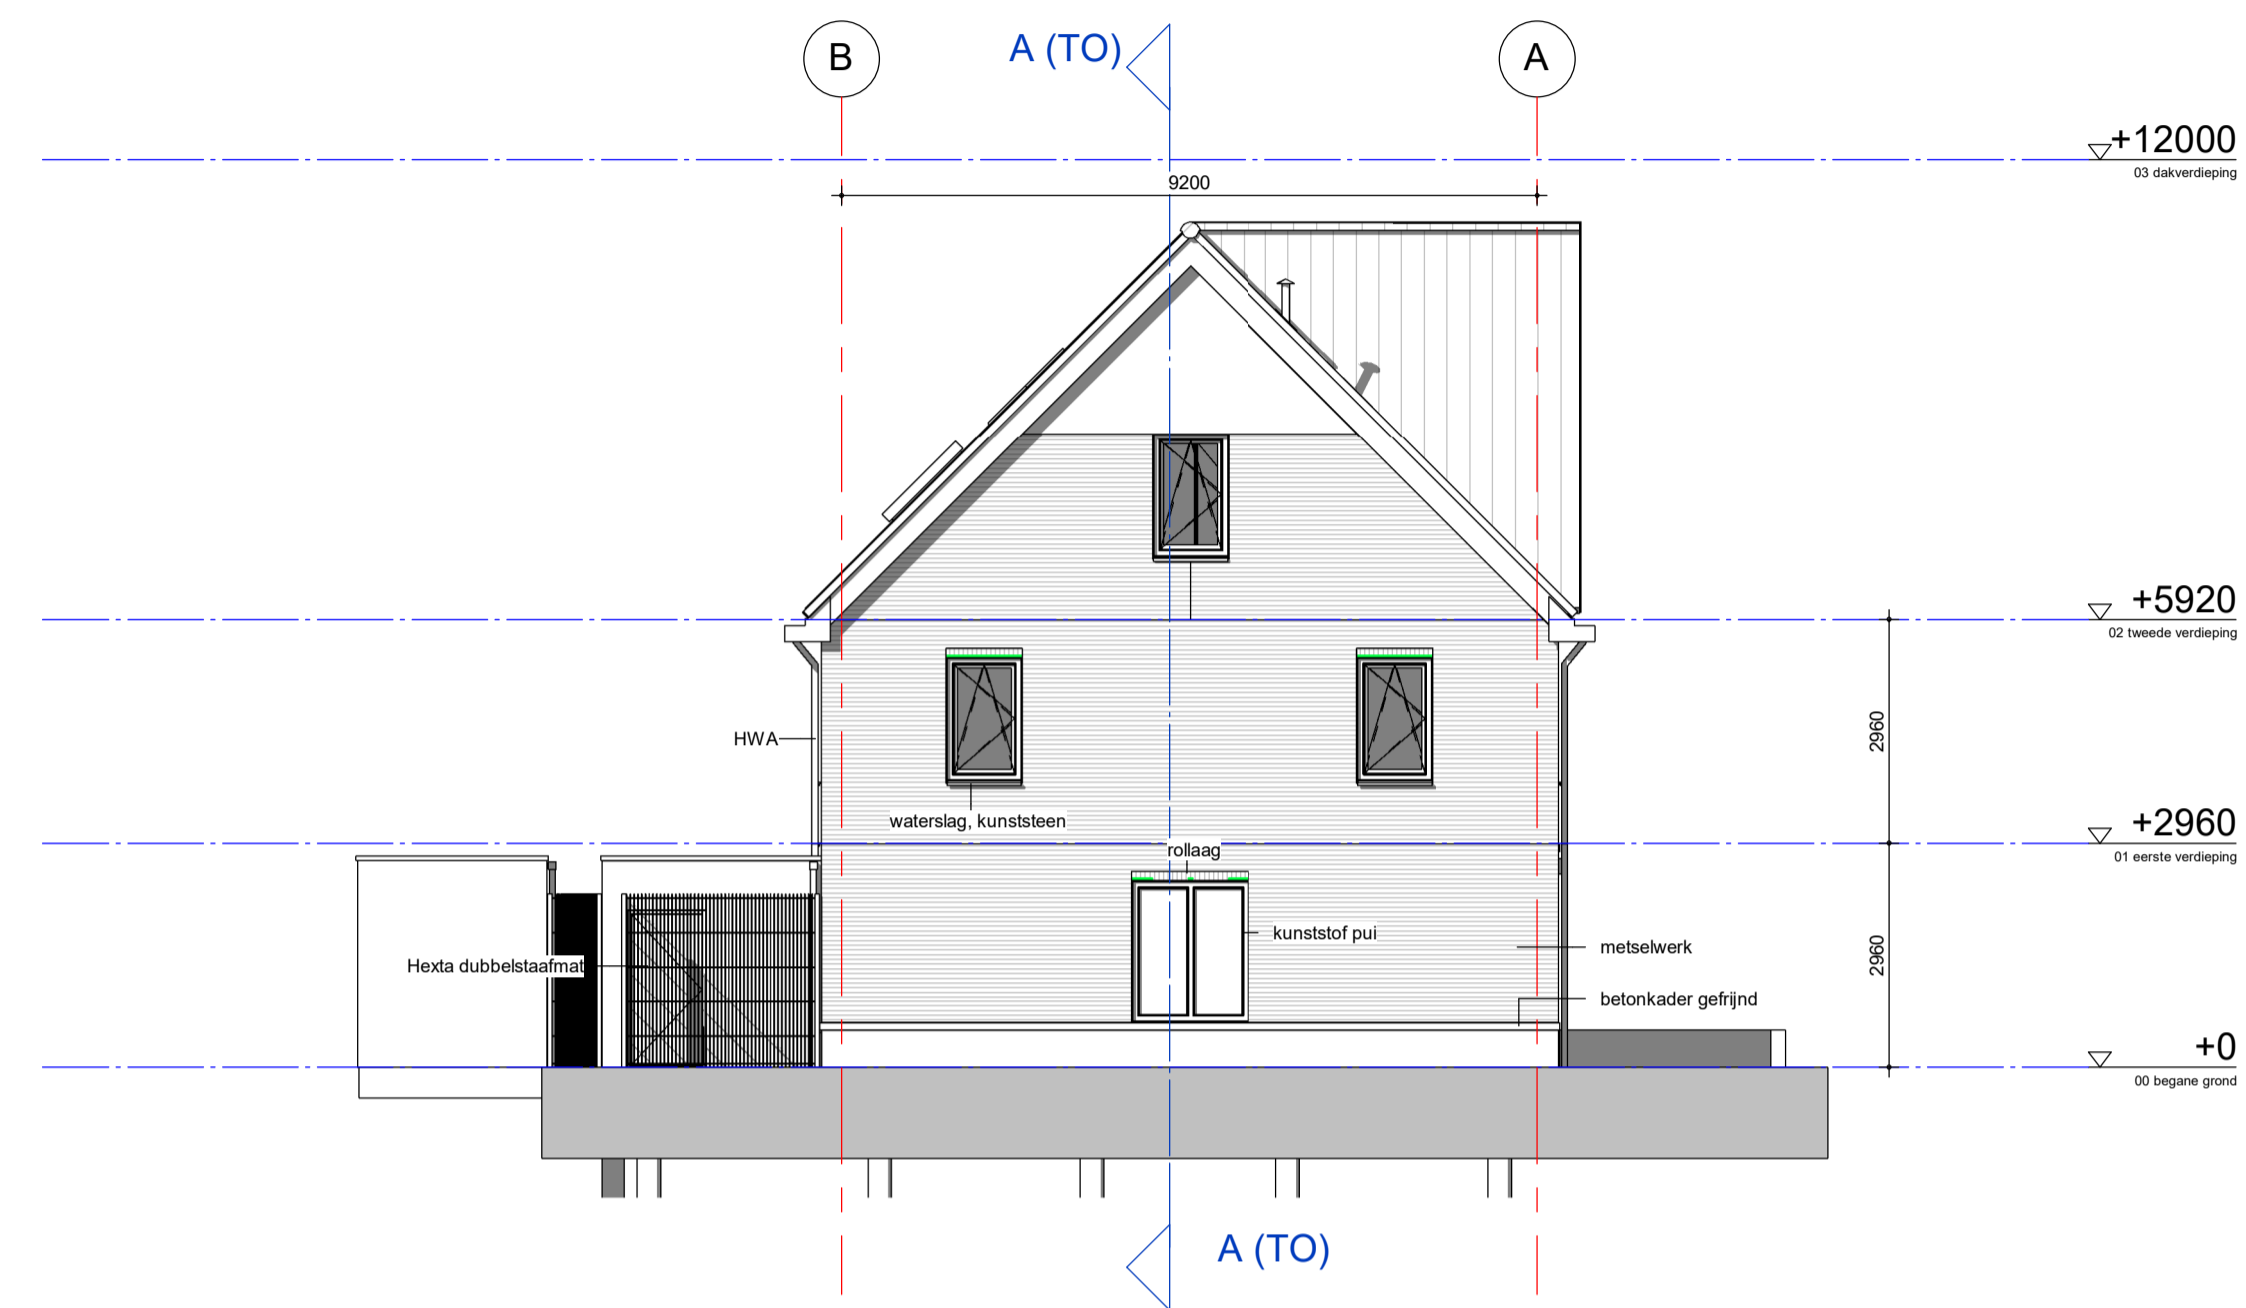 B
A (TO)
A
+12000
03 dakverdieping
9200
+5920
02 tweede verdieping
HWA
2960
waterslag, kunststeen
+2960
rollaag
01 eerste verdieping
kunststof pui
metselwerk
2960
Hexta dubbelstaafmat
betonkader gefrijnd
+0
00 begane grond
A (TO)